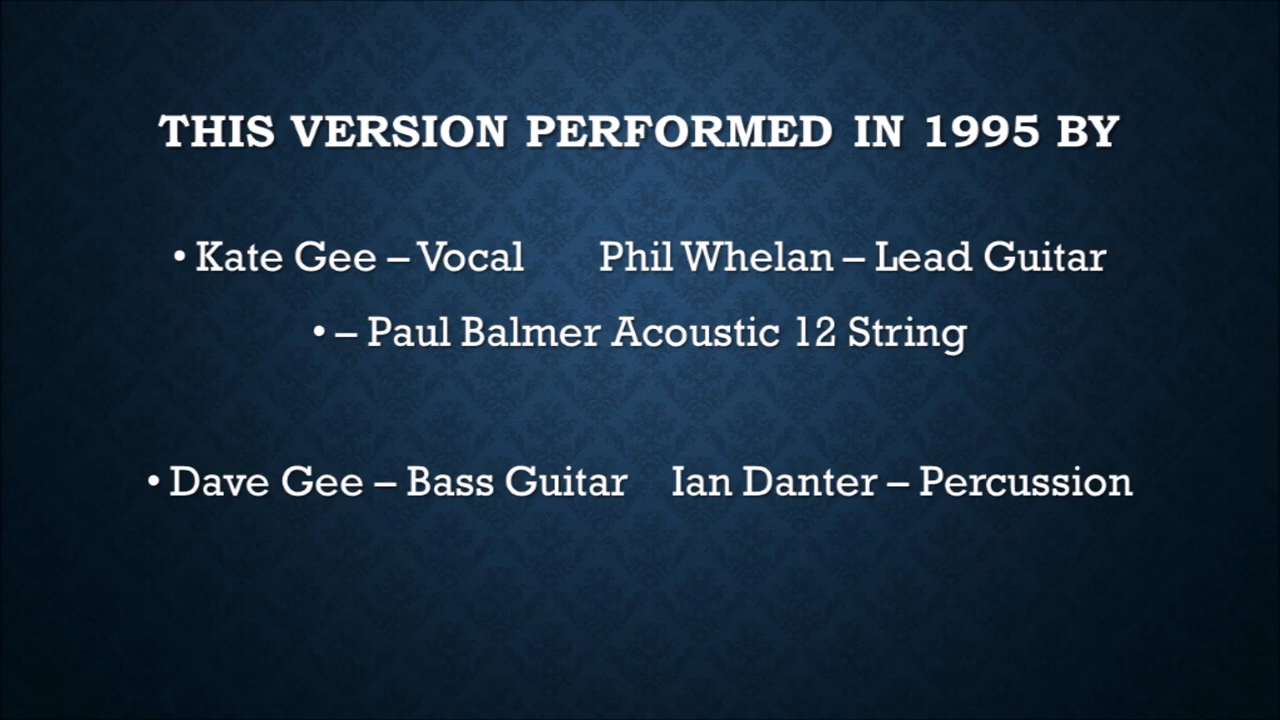 THIS VERSION PERFORMED IN 1995 BY
• Kate Gee – Vocal Phil Whelan – Lead Guitar
• – Paul Balmer Acoustic 12 String
• Dave Gee – Bass Guitar Ian Danter – Percussion